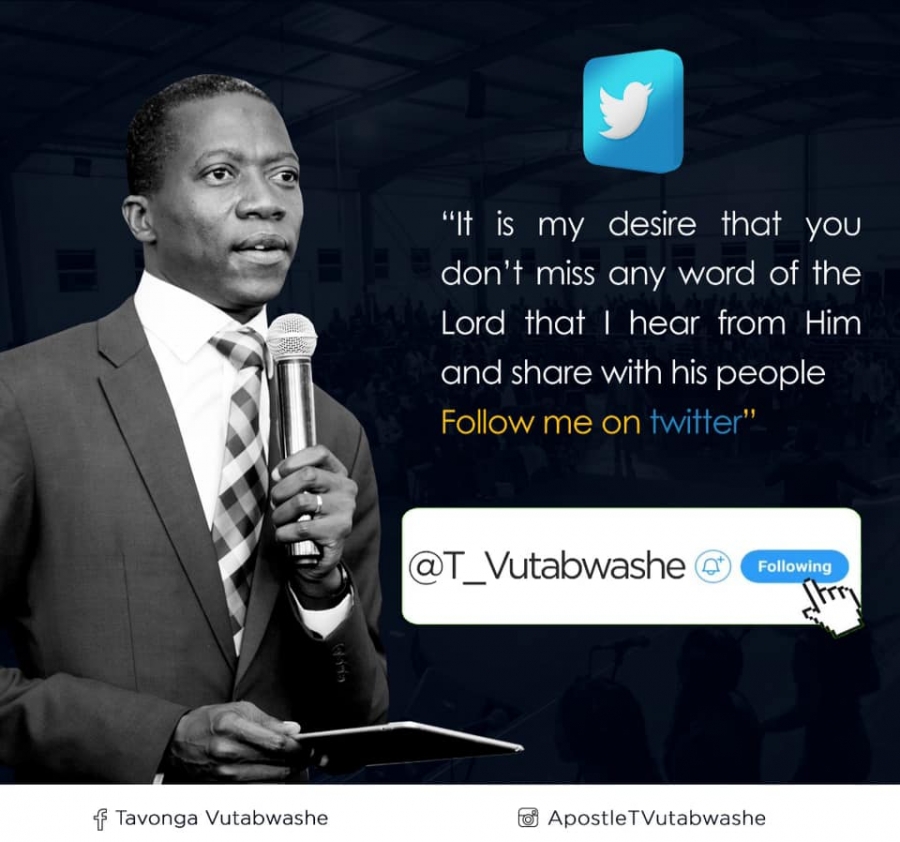 “It is my desire that you
don’t miss any word of the
Lord that I hear from Him
and share with his people
Follow me on twitter”
@T_Vutabwashe Following
Tavonga Vutabwashe
ApostleTVutabwashe